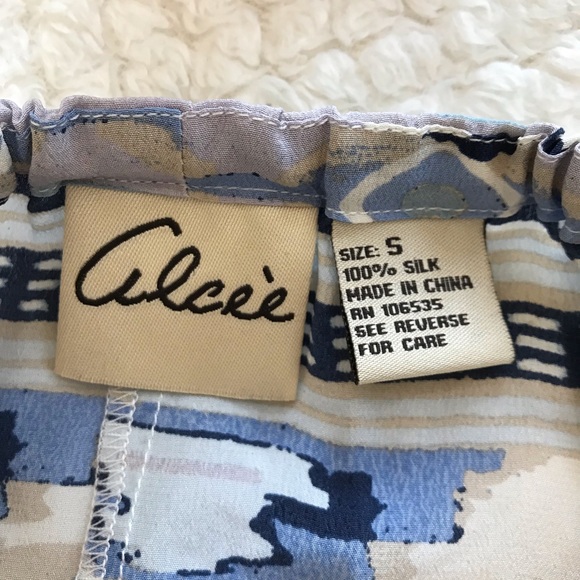 alcèe
SIZE: S
100% SILK
MADE IN CHINA
RN 106535
SEE REVERSE
FOR CARE